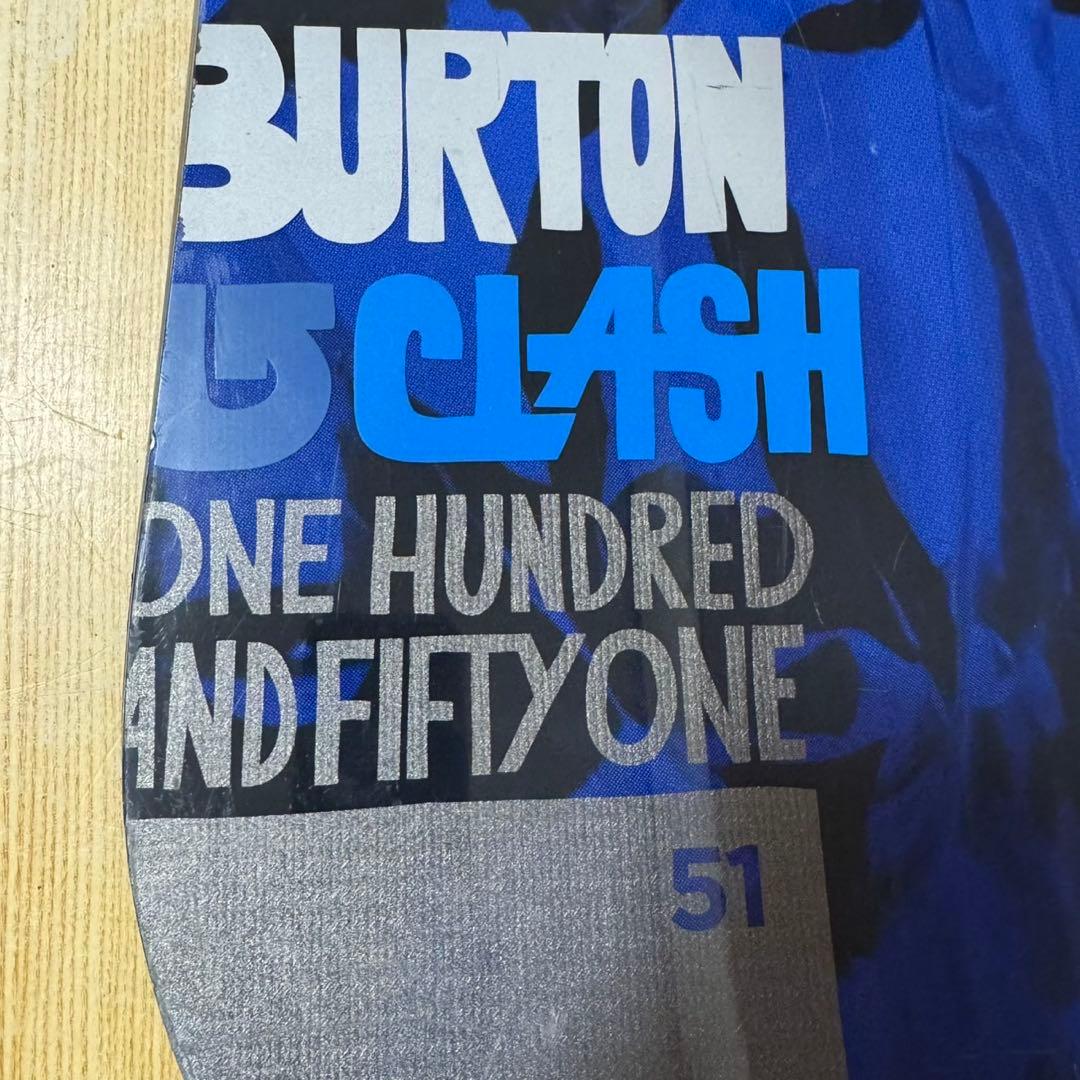 BURTON
CLASH
ONE HUNDRED
AND FIFTY ONE
51